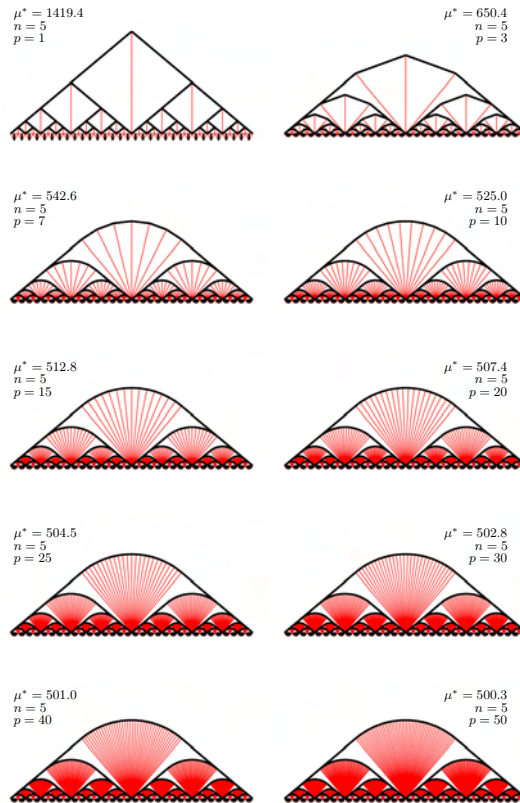 μ* = 1419.4
n = 5
p = 1
μ* = 650.4
n = 5
p = 3
μ* = 542.6
n = 5
p = 7
μ* = 525.0
n = 5
p = 10
μ* = 512.8
n = 5
p = 15
μ* = 507.4
n = 5
p = 20
μ* = 504.5
n = 5
p = 25
μ* = 502.8
n = 5
p = 30
μ* = 501.0
n = 5
p = 40
μ* = 500.3
n = 5
p = 50